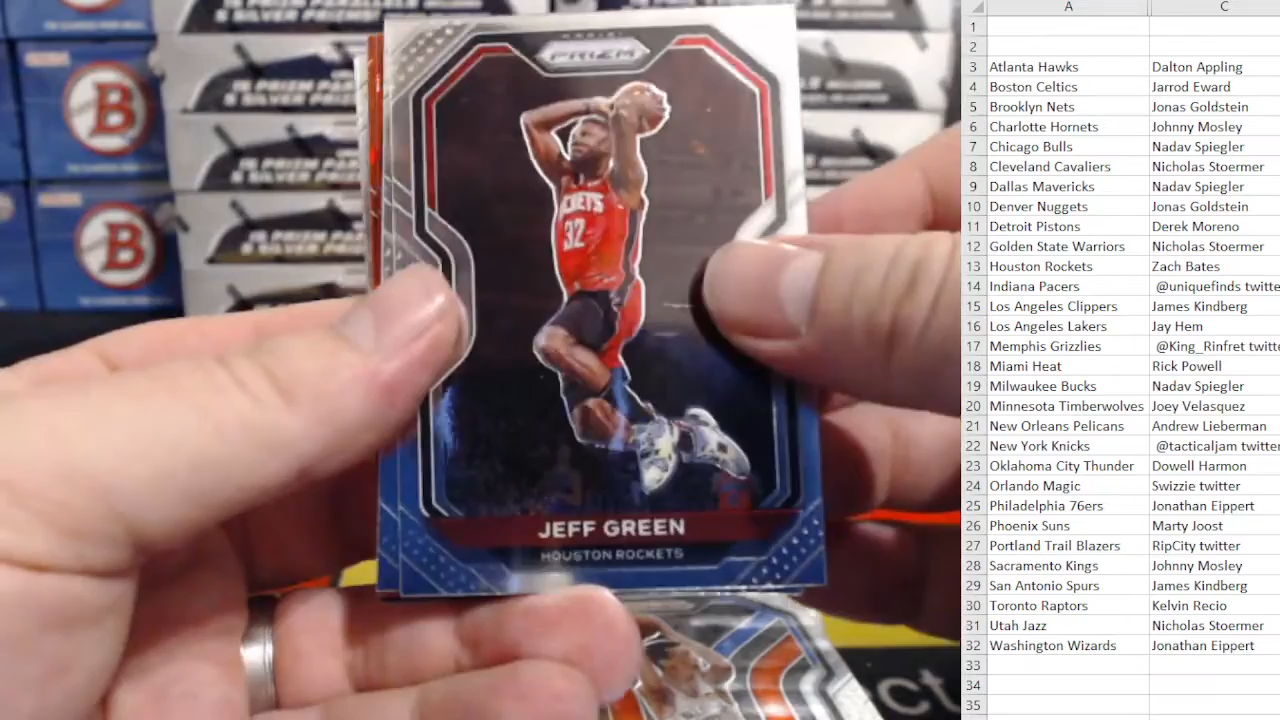 PANINI
PRIZM
ROCKETS
32
JEFF GREEN
HOUSTON ROCKETS
B
B
15 PRIZM PARALLELS
5 SILVER PRIZMS
A C
1
2
3 Atlanta Hawks Dalton Appling
4 Boston Celtics Jarrod Eward
5 Brooklyn Nets Jonas Goldstein
6 Charlotte Hornets Johnny Mosley
7 Chicago Bulls Nadav Spiegler
8 Cleveland Cavaliers Nicholas Stoermer
9 Dallas Mavericks Nadav Spiegler
10 Denver Nuggets Jonas Goldstein
11 Detroit Pistons Derek Moreno
12 Golden State Warriors Nicholas Stoermer
13 Houston Rockets Zach Bates
14 Indiana Pacers @uniquefinds twitte
15 Los Angeles Clippers James Kindberg
16 Los Angeles Lakers Jay Hem
17 Memphis Grizzlies @King_Rinfret twitt
18 Miami Heat Rick Powell
19 Milwaukee Bucks Nadav Spiegler
20 Minnesota Timberwolves Joey Velasquez
21 New Orleans Pelicans Andrew Lieberman
22 New York Knicks @tacticaljam twitter
23 Oklahoma City Thunder Dowell Harmon
24 Orlando Magic Swizzie twitter
25 Philadelphia 76ers Jonathan Eippert
26 Phoenix Suns Marty Joost
27 Portland Trail Blazers RipCity twitter
28 Sacramento Kings Johnny Mosley
29 San Antonio Spurs James Kindberg
30 Toronto Raptors Kelvin Recio
31 Utah Jazz Nicholas Stoermer
32 Washington Wizards Jonathan Eippert
33
34
35